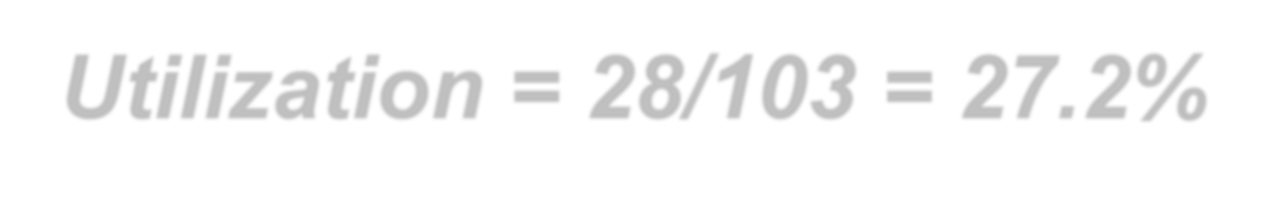 Utilization = 28/103 = 27.2%